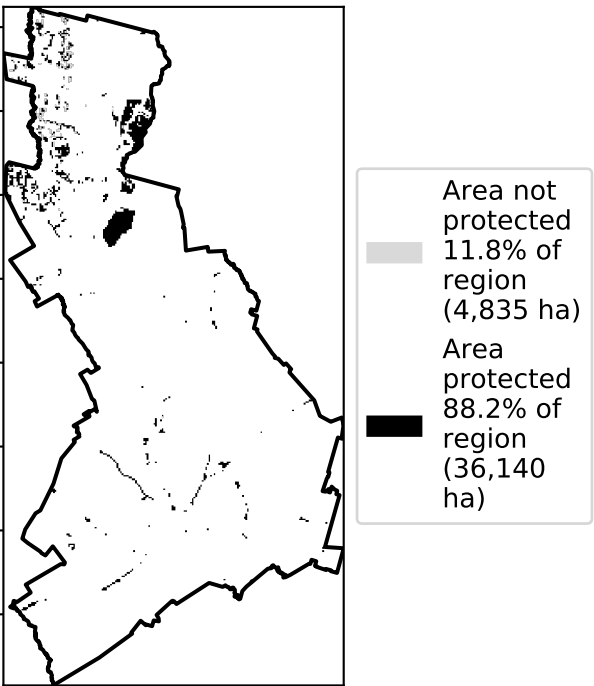 Area not
protected
11.8% of
region
(4,835 ha)
Area
protected
88.2% of
region
(36,140
ha)